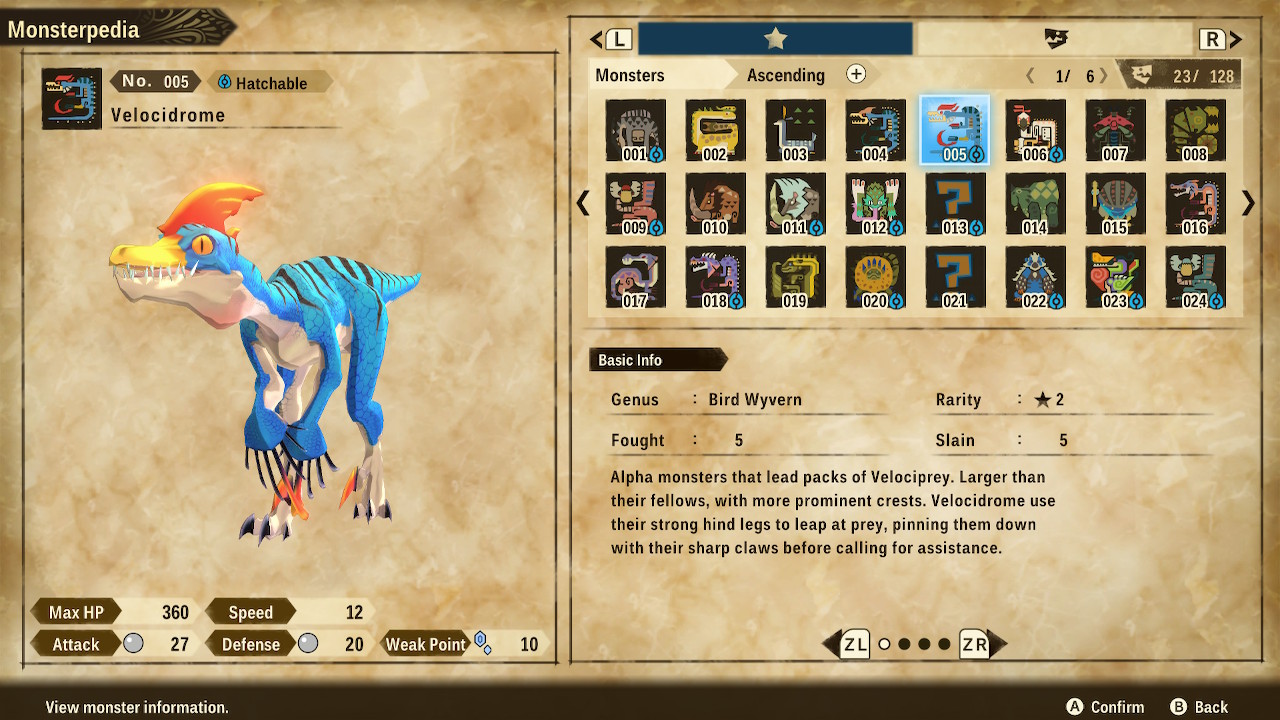 Monsterpedia
No. 005
Hatchable
Velocidrome
Max HP 360
Speed 12
Attack 27
Defense 20
Weak Point 10
L
R
Monsters
Ascending
1/ 6
23/ 128
001 002 003 004 005 006 007 008
009 010 011 012 013 014 015 016
017 018 019 020 021 022 023 024
Basic Info
Genus : Bird Wyvern
Rarity : ★ 2
Fought : 5
Slain : 5
Alpha monsters that lead packs of Velociprey. Larger than
their fellows, with more prominent crests. Velocidrome use
their strong hind legs to leap at prey, pinning them down
with their sharp claws before calling for assistance.
ZL ZR
View monster information.
A Confirm B Back